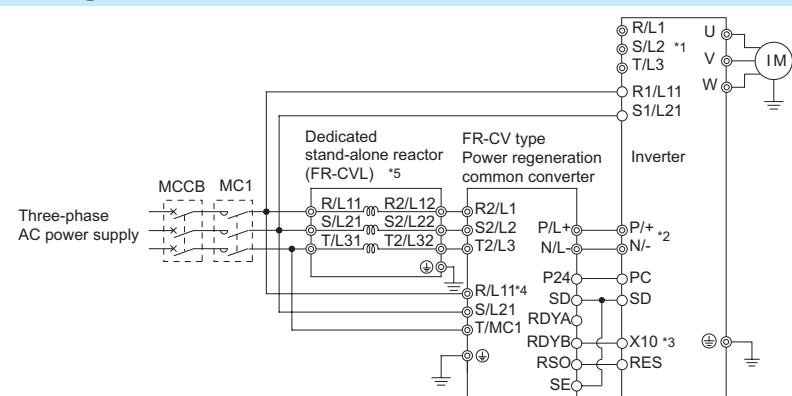 R/L1
S/L2 *1
T/L3
R1/L11
S1/L21
U
V
W
IM
Dedicated
stand-alone reactor
(FR-CVL) *5
FR-CV type
Power regeneration
common converter
Inverter
MCCB MC1
Three-phase
AC power supply
R/L11 R2/L12
S/L21 S2/L22
T/L31 T2/L32
R2/L1
S2/L2
T2/L3
R/L11*4
S/L21
T/MC1
P/L+
N/L-
P24
SD
RDYA
RDYB
RSO
SE
P/+
N/- *2
PC
SD
X10 *3
RES